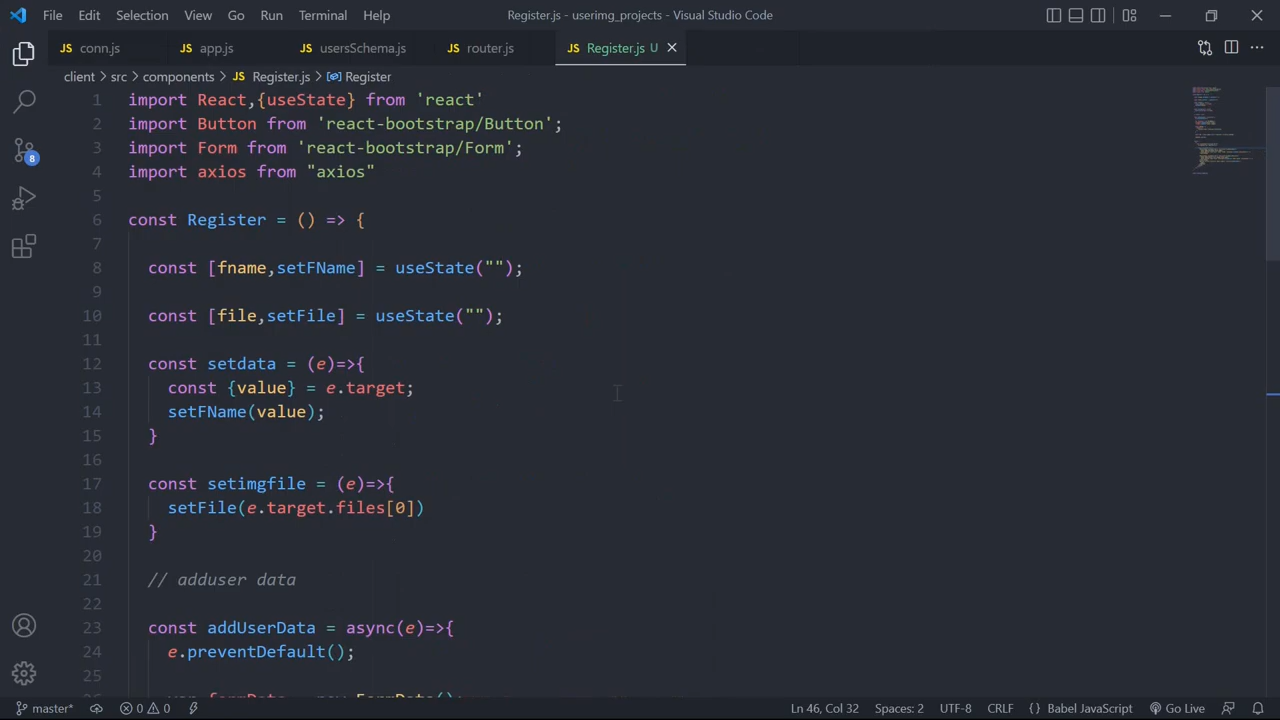 File Edit Selection View Go Run Terminal Help Register.js - userimg_projects - Visual Studio Code
JS conn.js JS app.js JS usersSchema.js JS router.js JS Register.js U
client > src > components > JS Register.js > Register
1 import React,{useState} from 'react'
2 import Button from 'react-bootstrap/Button';
3 import Form from 'react-bootstrap/Form';
4 import axios from "axios"
5
6 const Register = () => {
7
8 const [fname,setFName] = useState("");
9
10 const [file,setFile] = useState("");
11
12 const setdata = (e)=>{
13 const {value} = e.target;
14 setFName(value);
15 }
16
17 const setimgfile = (e)=>{
18 setFile(e.target.files[0])
19 }
20
21 // adduser data
22
23 const addUserData = async(e)=>{
24 e.preventDefault();
25
26 var formData = new FormData();
8
master* 0 0 Ln 46, Col 32 Spaces: 2 UTF-8 CRLF {} Babel JavaScript Go Live